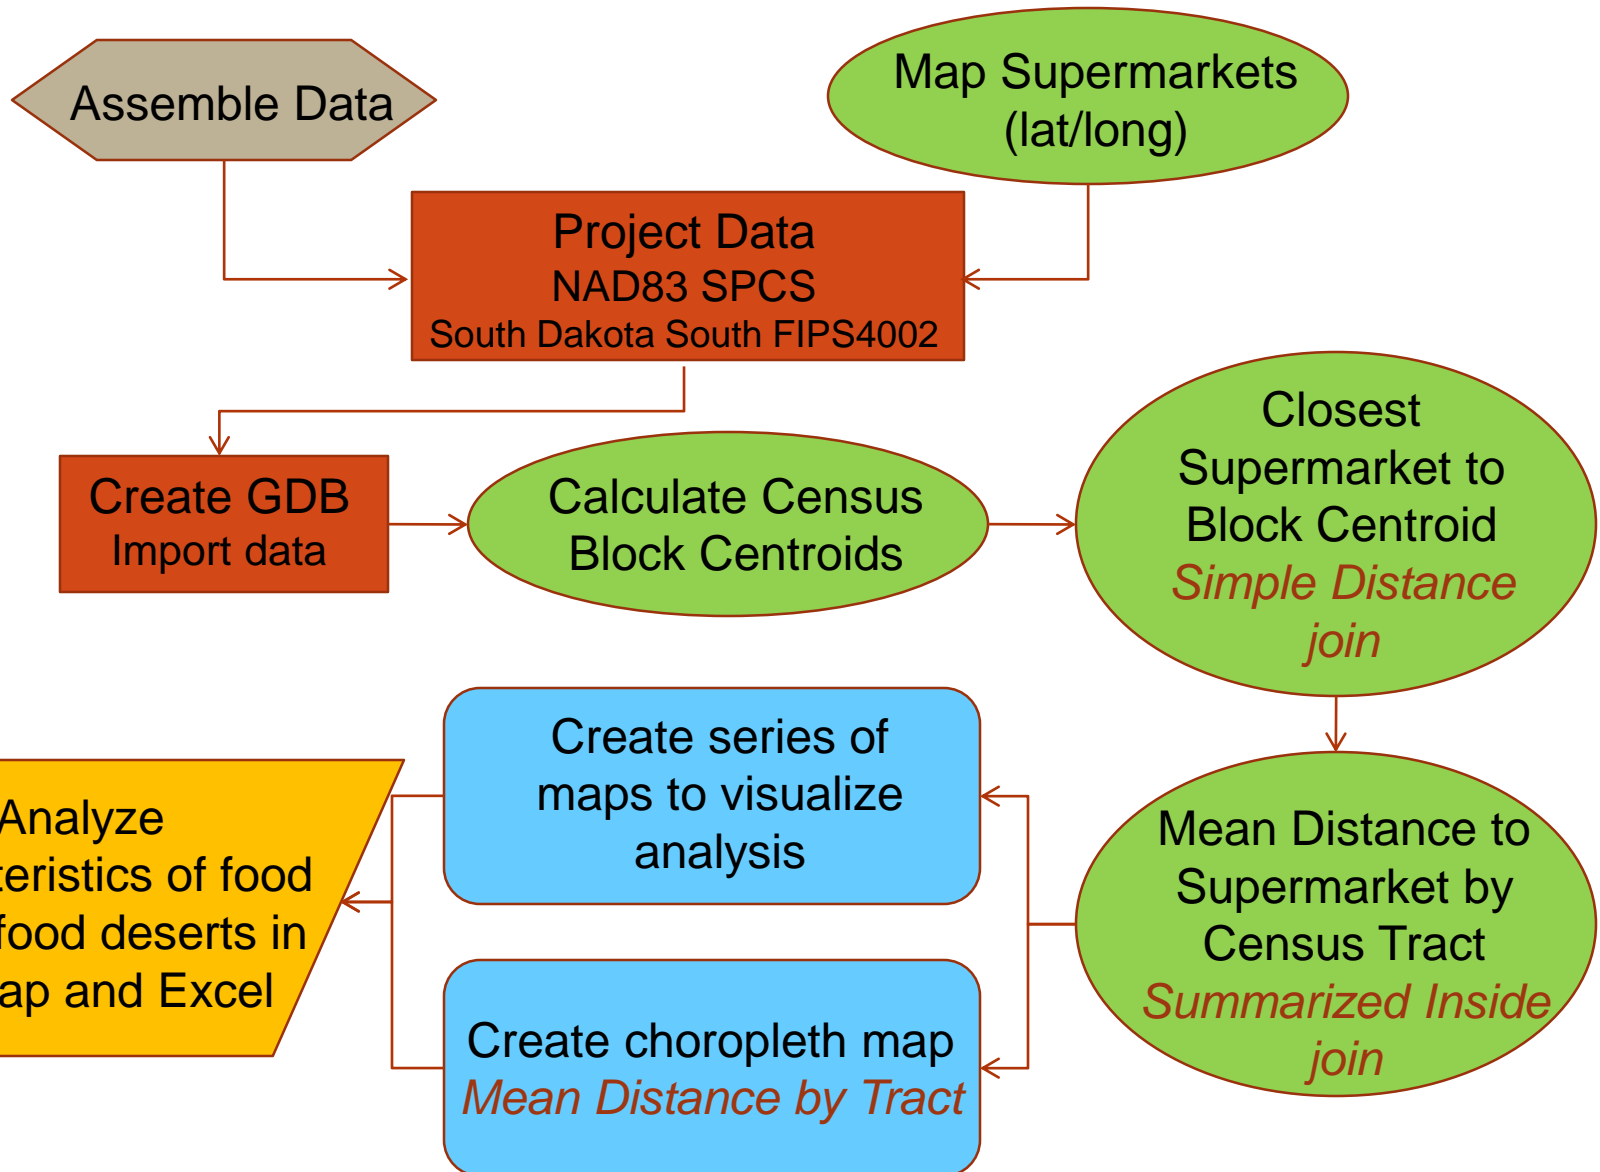 Assemble Data
Map Supermarkets
(lat/long)
Project Data
NAD83 SPCS
South Dakota South FIPS4002
Create GDB
Import data
Calculate Census
Block Centroids
Closest
Supermarket to
Block Centroid
Simple Distance
join
Create series of
maps to visualize
analysis
Analyze
teristics of food
food deserts in
ap and Excel
Mean Distance to
Supermarket by
Census Tract
Summarized Inside
join
Create choropleth map
Mean Distance by Tract